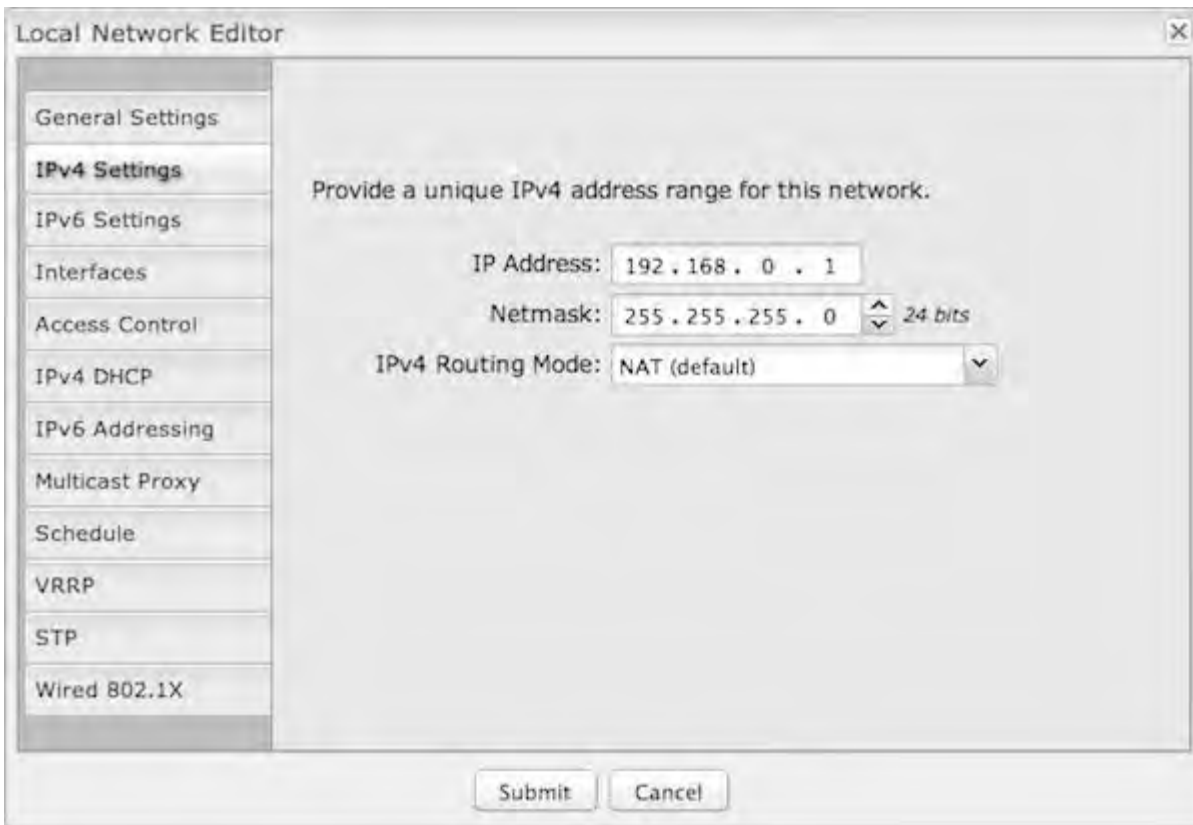 Local Network Editor
General Settings
IPv4 Settings
IPv6 Settings
Interfaces
Access Control
IPv4 DHCP
IPv6 Addressing
Multicast Proxy
Schedule
VRRP
STP
Wired 802.1X
Provide a unique IPv4 address range for this network.
IP Address: 192.168. 0 . 1
Netmask: 255.255.255. 0 24 bits
IPv4 Routing Mode: NAT (default)
Submit Cancel